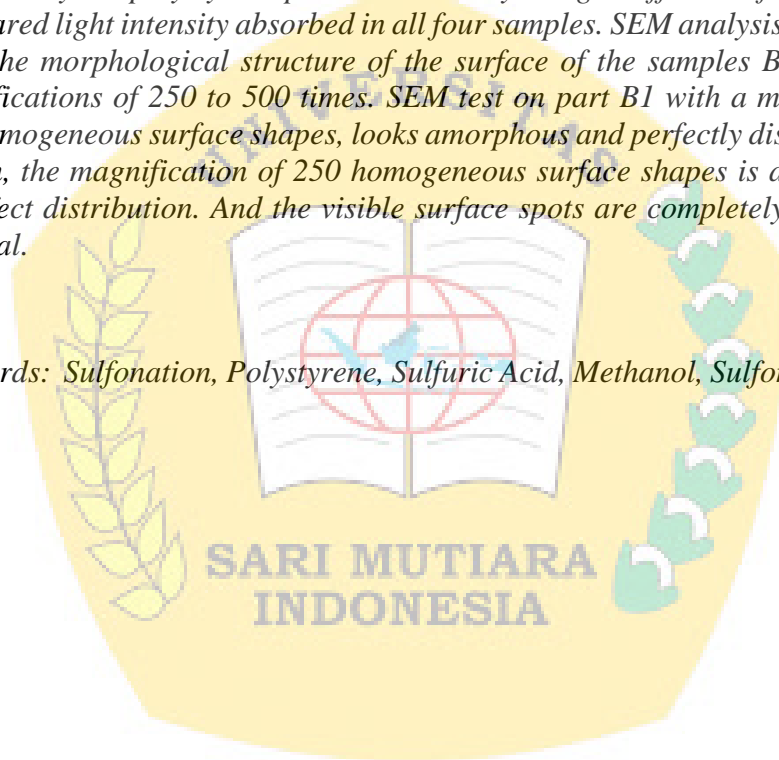 ared light intensity absorbed in all four samples. SEM analysis
he morphological structure of the surface of the samples B
fications of 250 to 500 times. SEM test on part B1 with a m
mogeneous surface shapes, looks amorphous and perfectly dis
, the magnification of 250 homogeneous surface shapes is a
ect distribution. And the visible surface spots are completely
al.
rds: Sulfonation, Polystyrene, Sulfuric Acid, Methanol, Sulfo
UNIVERSITAS
SARI MUTIARA
INDONESIA